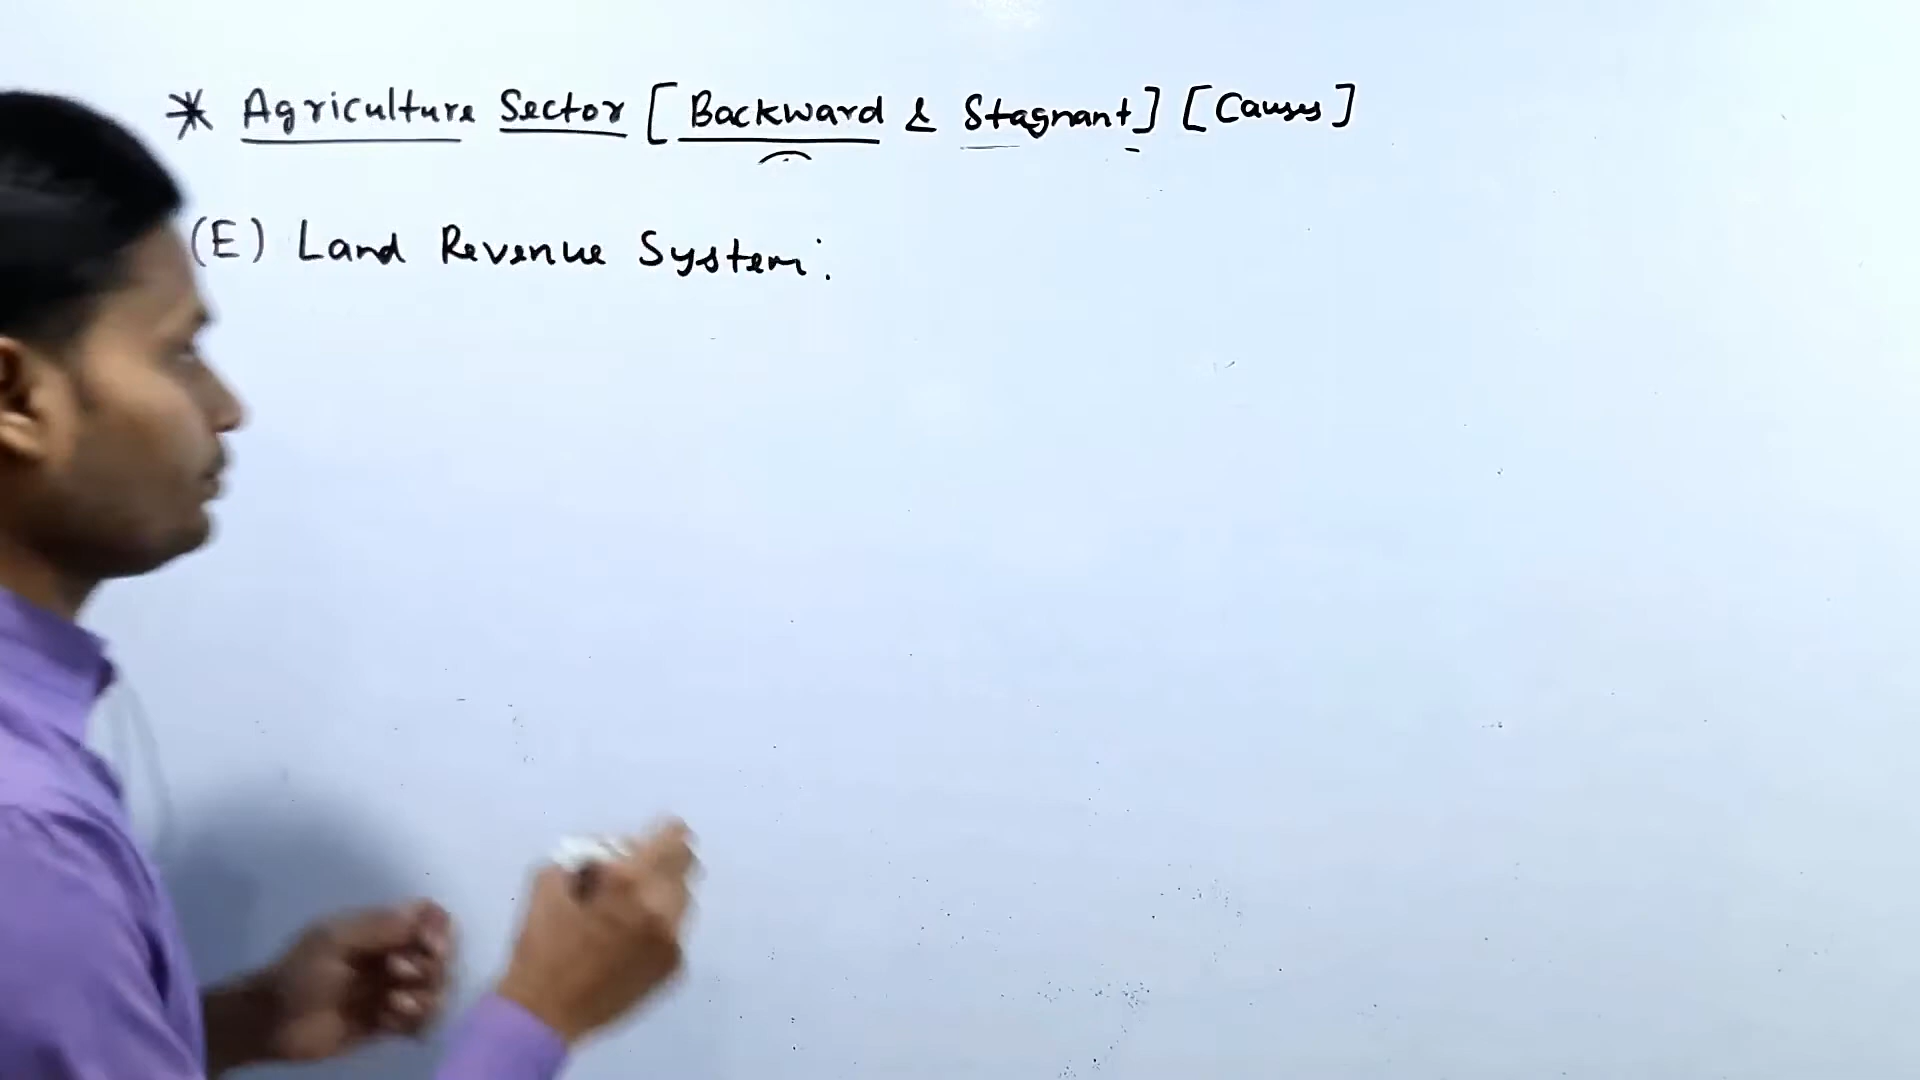 * Agriculture Sector [Backward & Stagnant] [Causes]
(E) Land Revenue System: